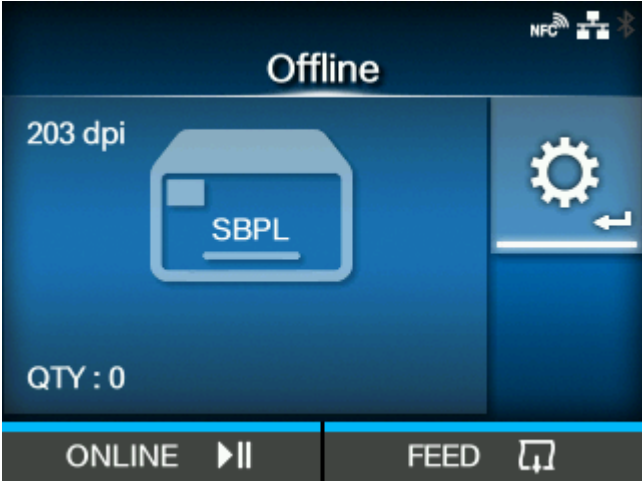 NFC
Offline
203 dpi
SBPL
QTY : 0
ONLINE FEED